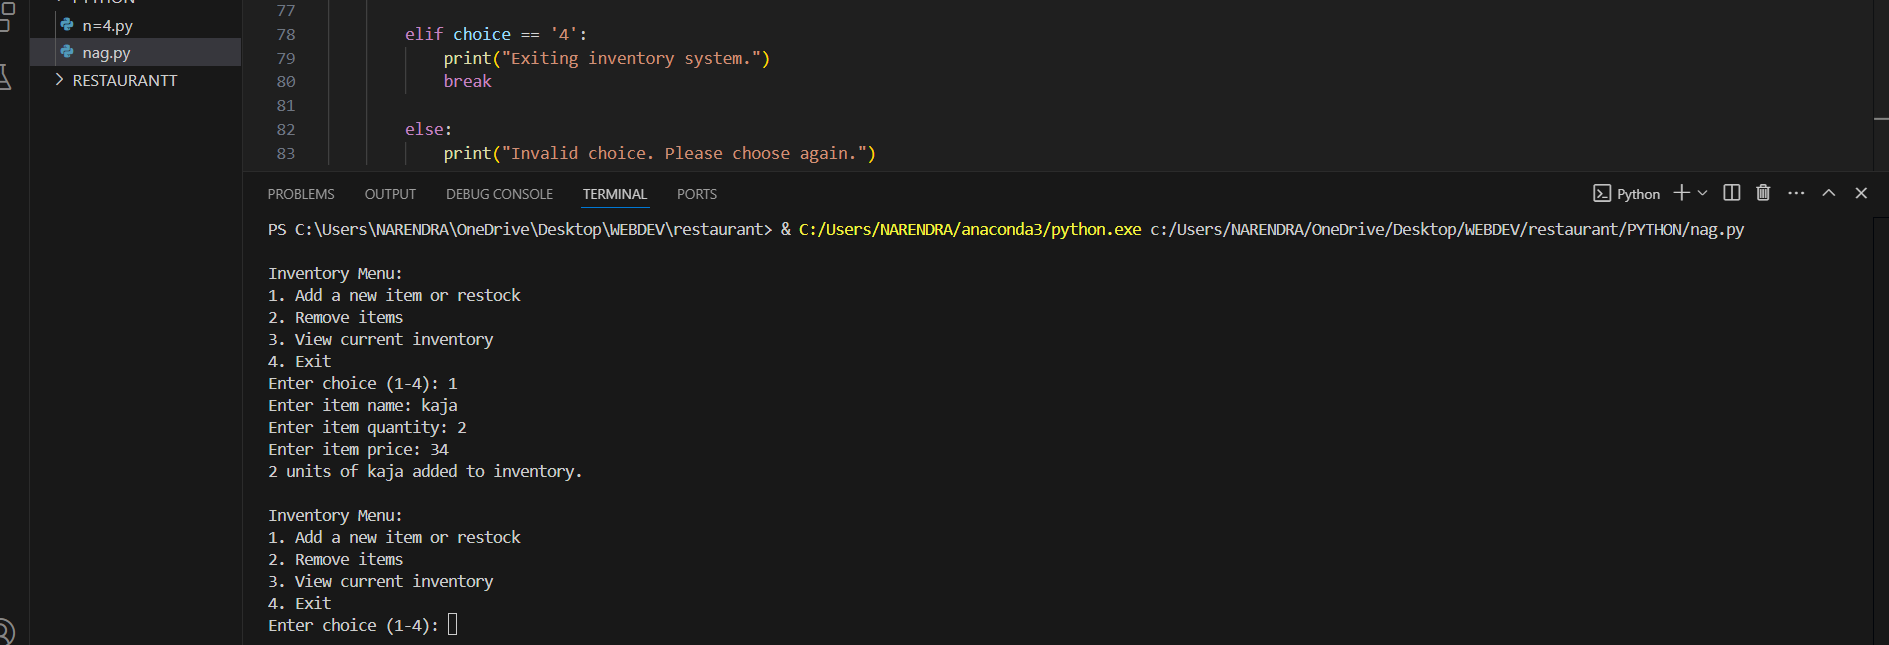 PYTHON
n=4.py
nag.py
RESTAURANTT
77
78 elif choice == '4':
79 print("Exiting inventory system.")
80 break
81
82 else:
83 print("Invalid choice. Please choose again.")
PROBLEMS OUTPUT DEBUG CONSOLE TERMINAL PORTS Python
PS C:\Users\NARENDRA\OneDrive\Desktop\WEBDEV\restaurant> & C:/Users/NARENDRA/anaconda3/python.exe c:/Users/NARENDRA/OneDrive/Desktop/WEBDEV/restaurant/PYTHON/nag.py
Inventory Menu:
1. Add a new item or restock
2. Remove items
3. View current inventory
4. Exit
Enter choice (1-4): 1
Enter item name: kaja
Enter item quantity: 2
Enter item price: 34
2 units of kaja added to inventory.
Inventory Menu:
1. Add a new item or restock
2. Remove items
3. View current inventory
4. Exit
Enter choice (1-4):